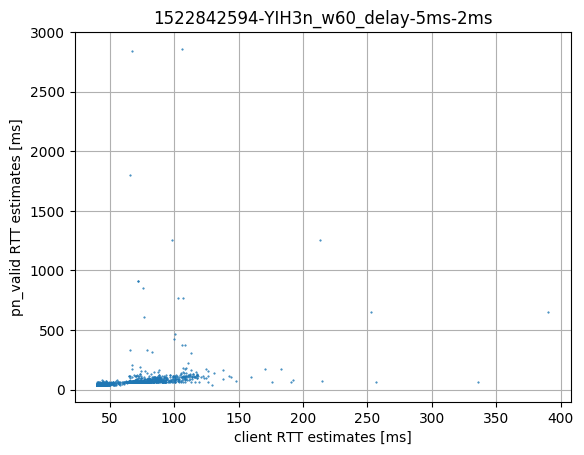 1522842594-YIH3n_w60_delay-5ms-2ms
3000
2500
2000
1500
1000
500
0
pn_valid RTT estimates [ms]
50 100 150 200 250 300 350 400
client RTT estimates [ms]